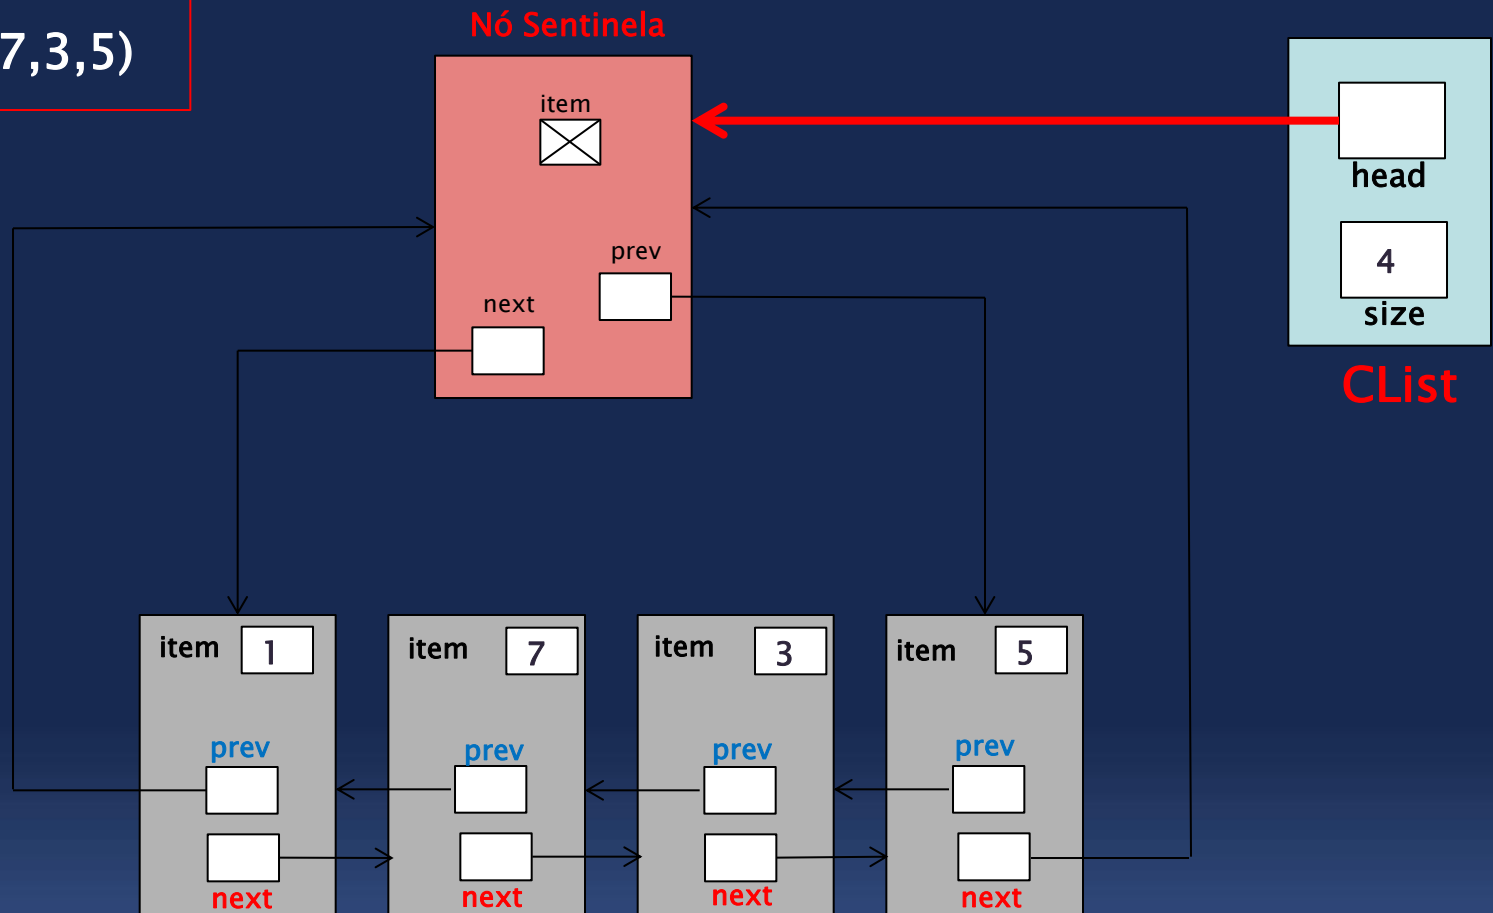 7,3,5)
Nó Sentinela
item
prev
next
head
4
size
CList
item 1
prev
next
item 7
prev
next
item 3
prev
next
item 5
prev
next